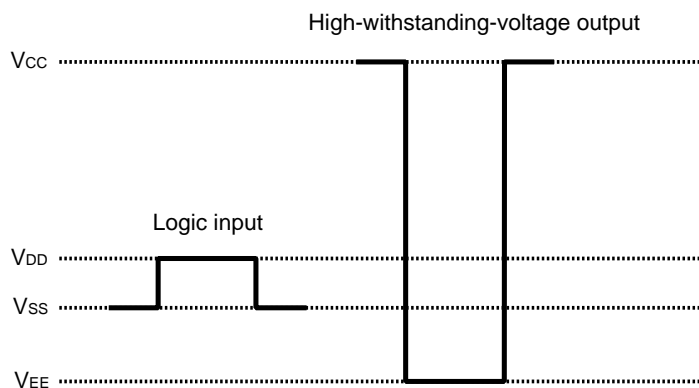 High-withstanding-voltage output
VCC
Logic input
VDD
VSS
VEE